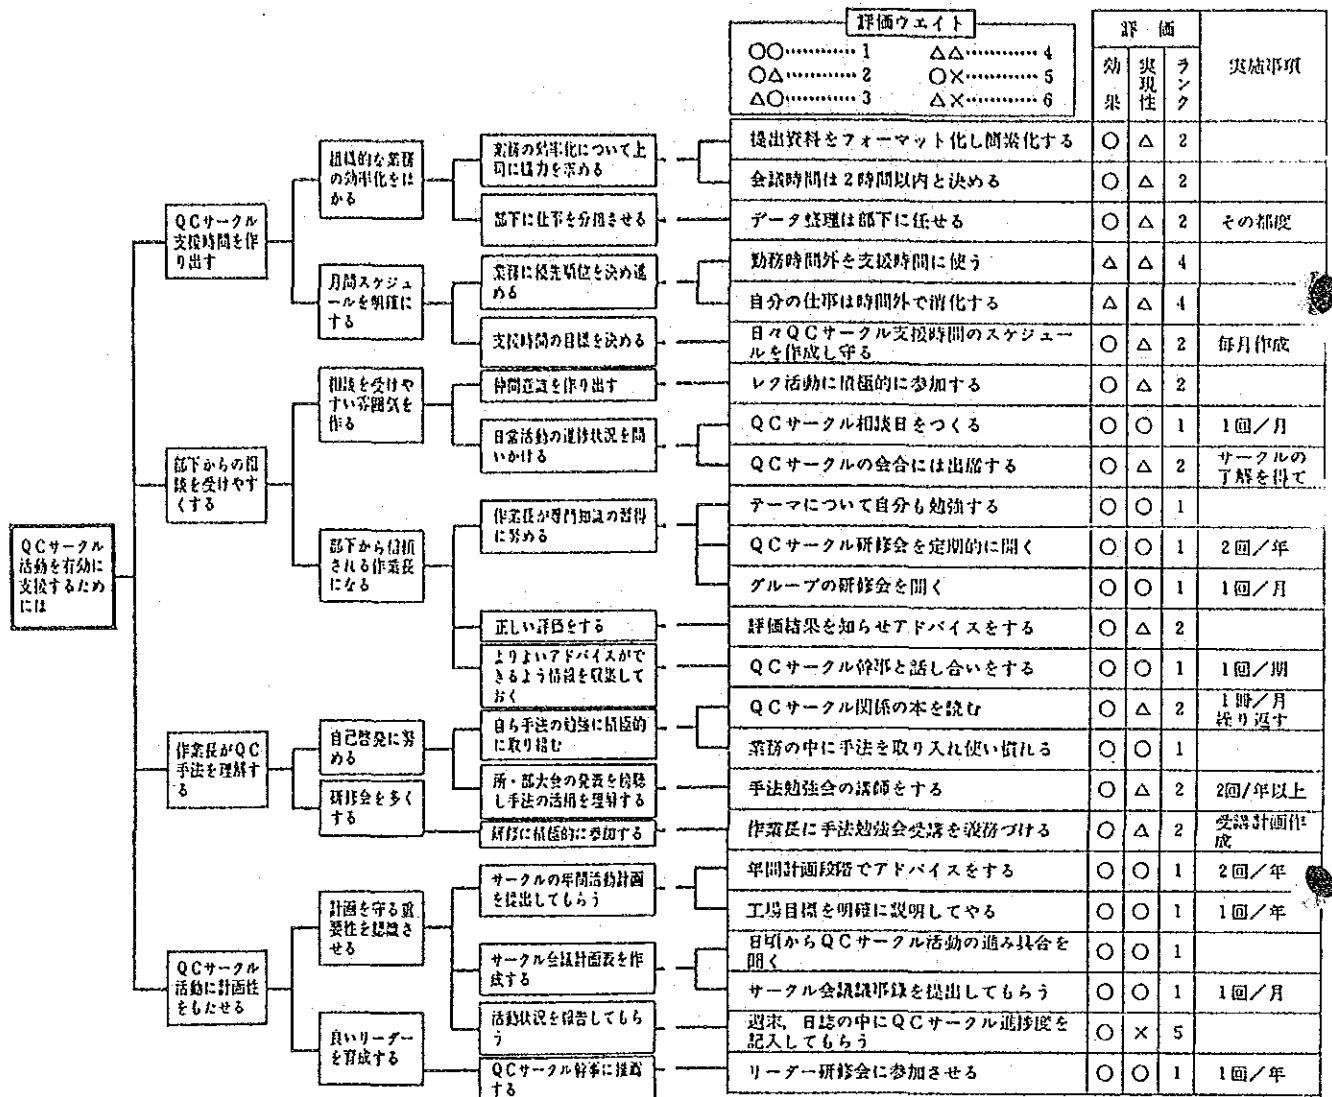 評価ウエイト
○○…………1
△△…………4
○△…………2
○×…………5
△○…………3
△×…………6
評価
効果
実現性
ランク
実施事項
QCサークル
活動を有効に
支援するため
には
QCサークル
支援時間を作
り出す
組織的な業務
の効率化をは
かる
業務の効率化について上
司に協力を求める
提出資料をフォーマット化し簡素化する ○ △ 2
会議時間は2時間以内と決める ○ △ 2
部下に仕事を分担させる
データ整理は部下に任せる ○ △ 2 その都度
月間スケジュ
ールを明確に
する
業務に優先順位を決め進
める
勤務時間外を支援時間に使う △ △ 4
自分の仕事は時間外で消化する △ △ 4
支援時間の目標を決める
日々QCサークル支援時間のスケジュー
ルを作成し守る ○ △ 2 毎月作成
部下からの相
談を受けやす
くする
相談を受けや
すい雰囲気を
作る
仲間意識を作り出す
レク活動に積極的に参加する ○ △ 2
日常活動の進捗状況を問
いかける
QCサークル相談日をつくる ○ ○ 1 1回/月
QCサークルの会合には出席する ○ △ 2 サークルの
了解を得て
部下から信頼
される作業長
になる
作業長が専門知識の習得
に努める
テーマについて自分も勉強する ○ ○ 1
QCサークル研修会を定期的に開く ○ ○ 1 2回/年
グループの研修会を開く ○ ○ 1 1回/月
正しい評価をする
評価結果を知らせアドバイスをする ○ △ 2
よりよいアドバイスがで
きるよう情報を収集して
おく
QCサークル幹事と話し合いをする ○ ○ 1 1回/期
作業長がQC
手法を理解す
る
自己啓発に努
める
自ら手法の勉強に積極的
に取り組む
QCサークル関係の本を読む ○ △ 2 1冊/月
繰り返す
業務の中に手法を取り入れ使い慣れる ○ ○ 1
所・部大会の発表を傍聴
し手法の活用を理解する
手法勉強会の講師をする ○ △ 2 2回/年以上
研修会を多く
する
研修に積極的に参加する
作業長に手法勉強会受講を義務づける ○ △ 2 受講計画作
成
QCサークル
活動に計画性
をもたせる
計画を守る重
要性を認識さ
せる
サークルの年間活動計画
を提出してもらう
年間計画段階でアドバイスをする ○ ○ 1 2回/年
工場目標を明確に説明してやる ○ ○ 1 1回/年
サークル会議計画表を作
成する
日頃からQCサークル活動の進み具合を
聞く ○ ○ 1
サークル会議議事録を提出してもらう ○ ○ 1 1回/月
活動状況を報告してもら
う
週末,日誌の中にQCサークル進捗度を
記入してもらう ○ × 5
良いリーダー
を育成する
QCサークル幹事に推薦
する
リーダー研修会に参加させる ○ ○ 1 1回/年